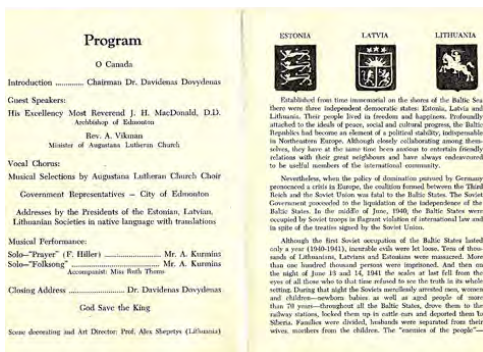 Program
O Canada
Introduction ............. Chairman Dr. Davidenas Dovydenas
Guest Speakers:
His Excellency Most Reverend J. H. MacDonald, D.D.
Archbishop of Edmonton
Rev. A. Vikman
Minister of Augustana Lutheran Church
Vocal Chorus:
Musical Selections by Augustana Lutheran Church Choir
Government Representatives — City of Edmonton
Addresses by the Presidents of the Estonian, Latvian,
Lithuanian Societies in native language with translations
Musical Performance:
Solo—"Prayer" (F. Hiller) ........................ Mr. A. Kurmins
Solo—"Folksong" ........................ Mr. A. Kurmins
Accompanist: Miss Ruth Thoms
Closing Address ................... Dr. Davidenas Dovydenas
God Save the King
Scene decorating and Art Director: Prof. Alex Sheprtys (Lithuania)
ESTONIA LATVIA LITHUANIA
Established from time immemorial on the shores of the Baltic Sea
there were three independent democratic states: Estonia, Latvia and
Lithuania. Their people lived in freedom and happiness. Profoundly
attached to the ideals of peace, social and cultural progress, the Baltic
Republics had become an element of a political stability, indispensable
in Northeastern Europe. Although closely collaborating among them-
selves, they have at the same time been anxious to entertain friendly
relations with their great neighbours and have always endeavoured
to be useful members of the international community.
Nevertheless, when the policy of domination pursued by Germany
pronounced a crisis in Europe, the coalition formed between the Third
Reich and the Soviet Union was fatal to the Baltic States. The Soviet
Government proceeded to the liquidation of the independence of the
Baltic States. In the middle of June, 1940, the Baltic States were
occupied by Soviet troops in flagrant violation of international law and
in spite of the treaties signed by the Soviet Union.
Although the first Soviet occupation of the Baltic States lasted
only a year (1940-1941), incurable evils were let loose. Tens of thou-
sands of Lithuanians, Latvians and Estonians were massacred. More
than one hundred thousand persons were imprisoned. And then on
the night of June 13 and 14, 1941 the scales at last fell from the
eyes of all those who to that time refused to see the truth in its whole
setting. During that night the Soviets mercilessly arrested men, women
and children—newborn babies as well as aged people of more
than 70 years—throughout all the Baltic States, drove them to the
railway stations, locked them up in cattle-cars and deported them to
Siberia. Families were divided, husbands were separated from their
wives, mothers from the children. The "enemies of the people"—